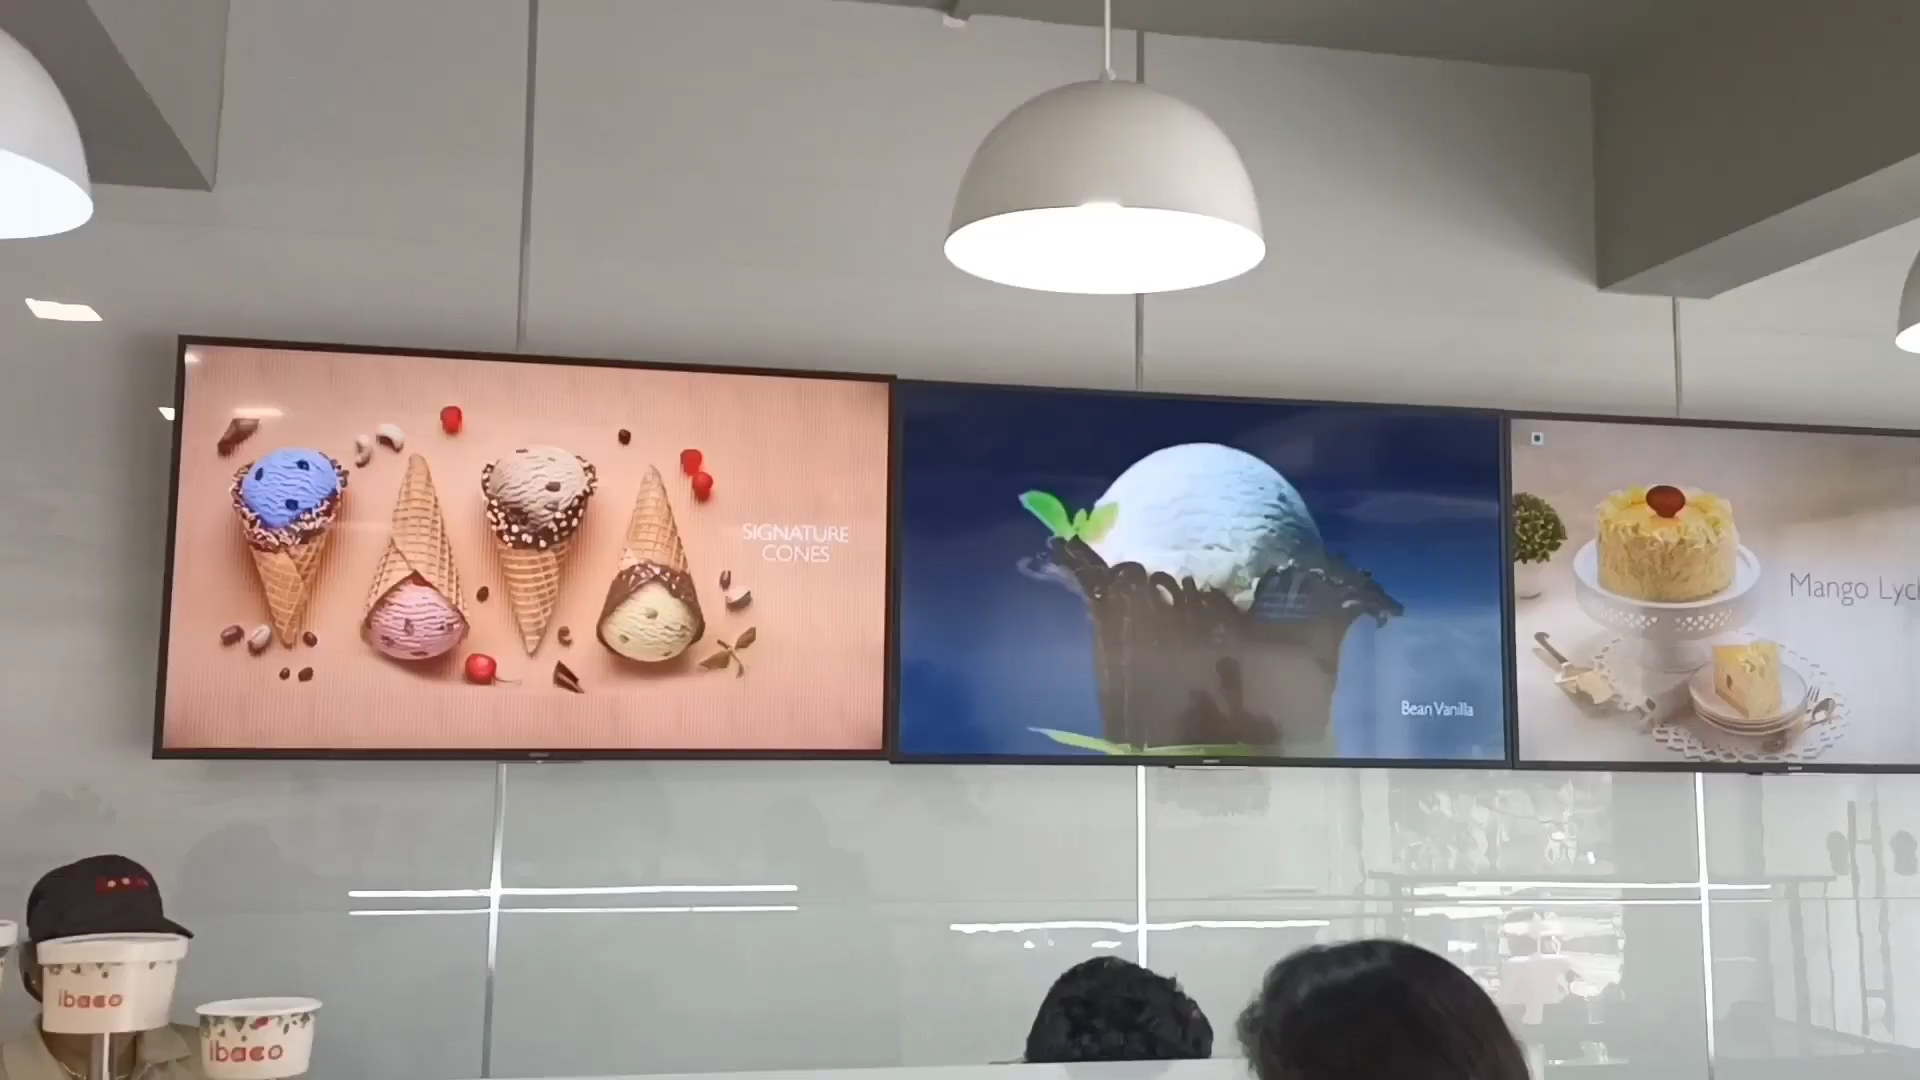 SIGNATURE
CONES
Bean Vanilla
Mango Lyc
ibaco
ibaco